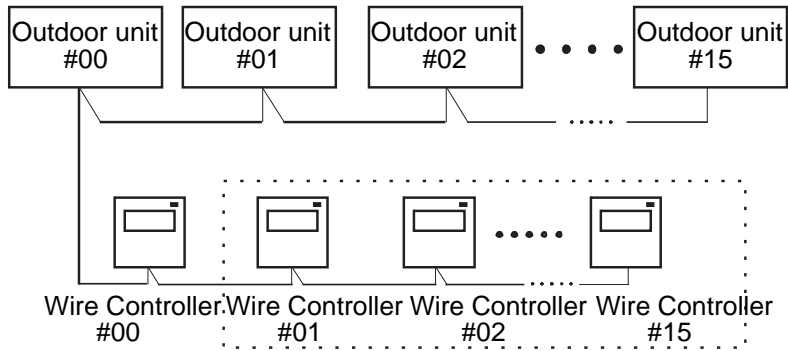 Outdoor unit
#00
Outdoor unit
#01
Outdoor unit
#02
Outdoor unit
#15
Wire Controller
#00
Wire Controller
#01
Wire Controller
#02
Wire Controller
#15